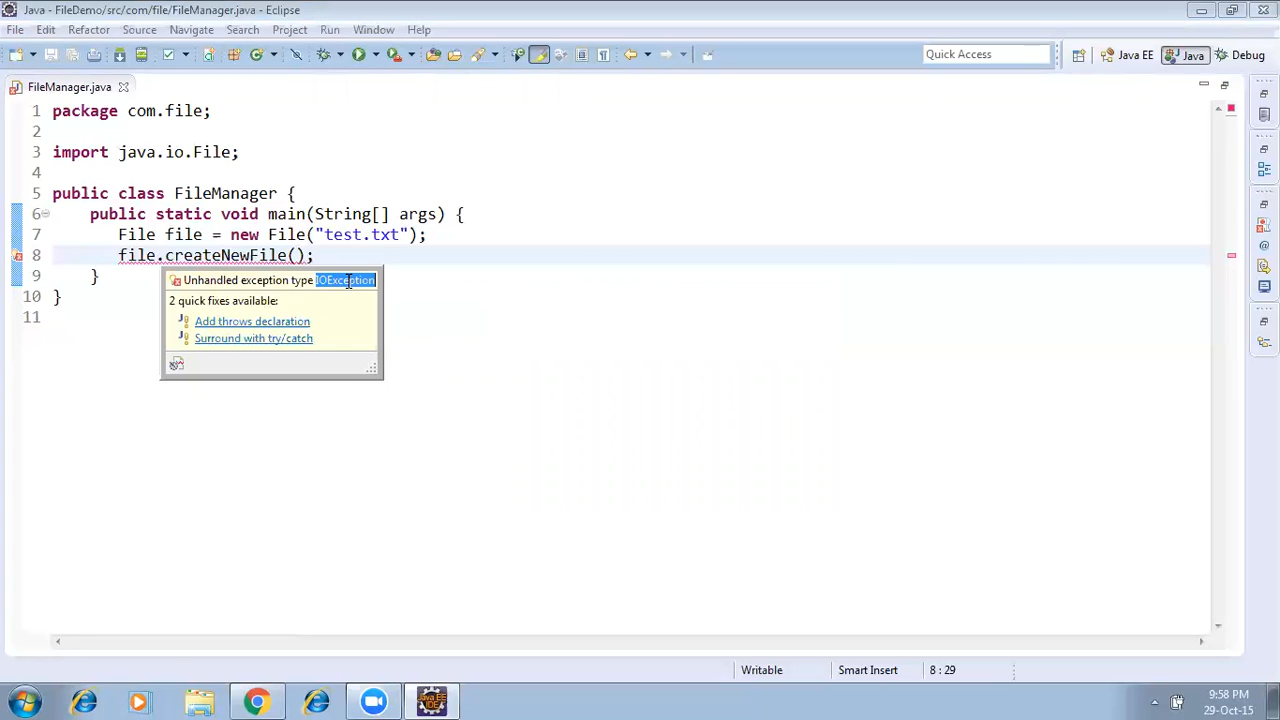 Java - FileDemo/src/com/file/FileManager.java - Eclipse
File Edit Refactor Source Navigate Search Project Run Window Help
Quick Access Java EE Java Debug
FileManager.java
1 package com.file;
2
3 import java.io.File;
4
5 public class FileManager {
6 public static void main(String[] args) {
7 File file = new File("test.txt");
8 file.createNewFile();
9 }
10 }
11
Unhandled exception type IOException
2 quick fixes available:
Add throws declaration
Surround with try/catch
Writable Smart Insert 8 : 29
Java EE
IDE
9:58 PM
29-Oct-15